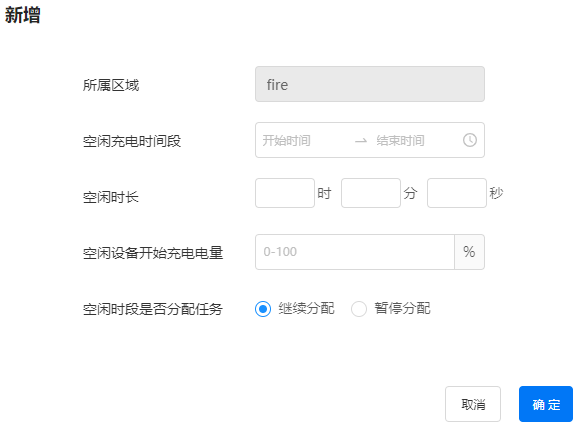 新增
所属区域 fire
空闲充电时间段 开始时间 → 结束时间
空闲时长 时 分 秒
空闲设备开始充电电量 0-100 %
空闲时段是否分配任务 继续分配 暂停分配
取消 确 定